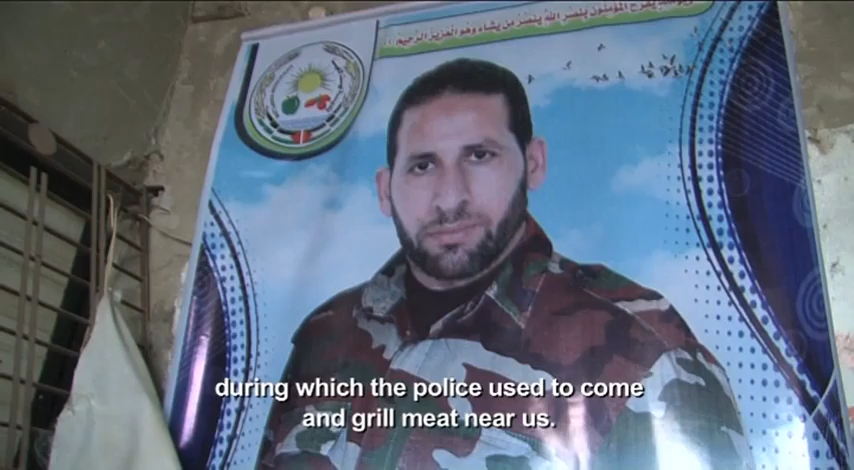 المؤمنون بنصر الله ينصر من يشاء وهو العزيز الرحيم
during which the police used to come
and grill meat near us.